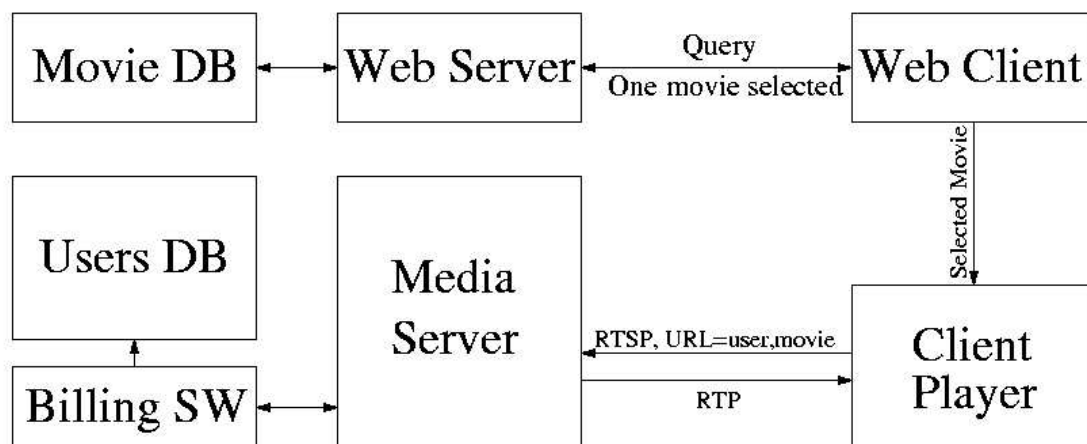 Movie DB
Web Server
Query
One movie selected
Web Client
Selected Movie
Users DB
Media
Server
RTSP, URL=user,movie
RTP
Client
Player
Billing SW